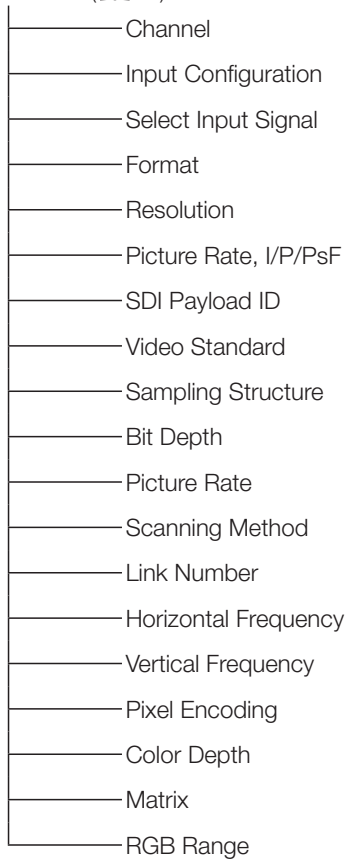 Channel
Input Configuration
Select Input Signal
Format
Resolution
Picture Rate, I/P/PsF
SDI Payload ID
Video Standard
Sampling Structure
Bit Depth
Picture Rate
Scanning Method
Link Number
Horizontal Frequency
Vertical Frequency
Pixel Encoding
Color Depth
Matrix
RGB Range